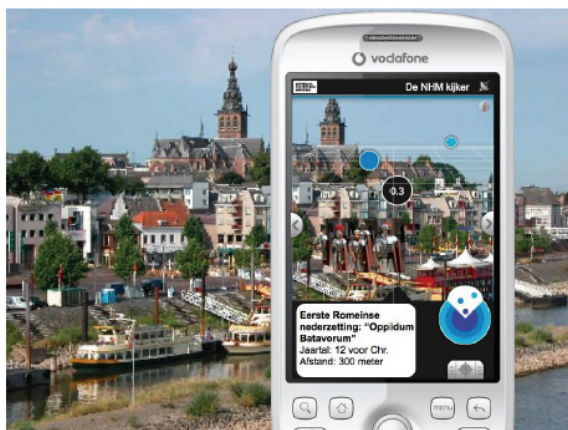 vodafone
De NHM kijker
0.3
Eerste Romeinse
nederzetting: “Oppidum
Batavorum”
Jaartal: 12 voor Chr.
Afstand: 300 meter
menu